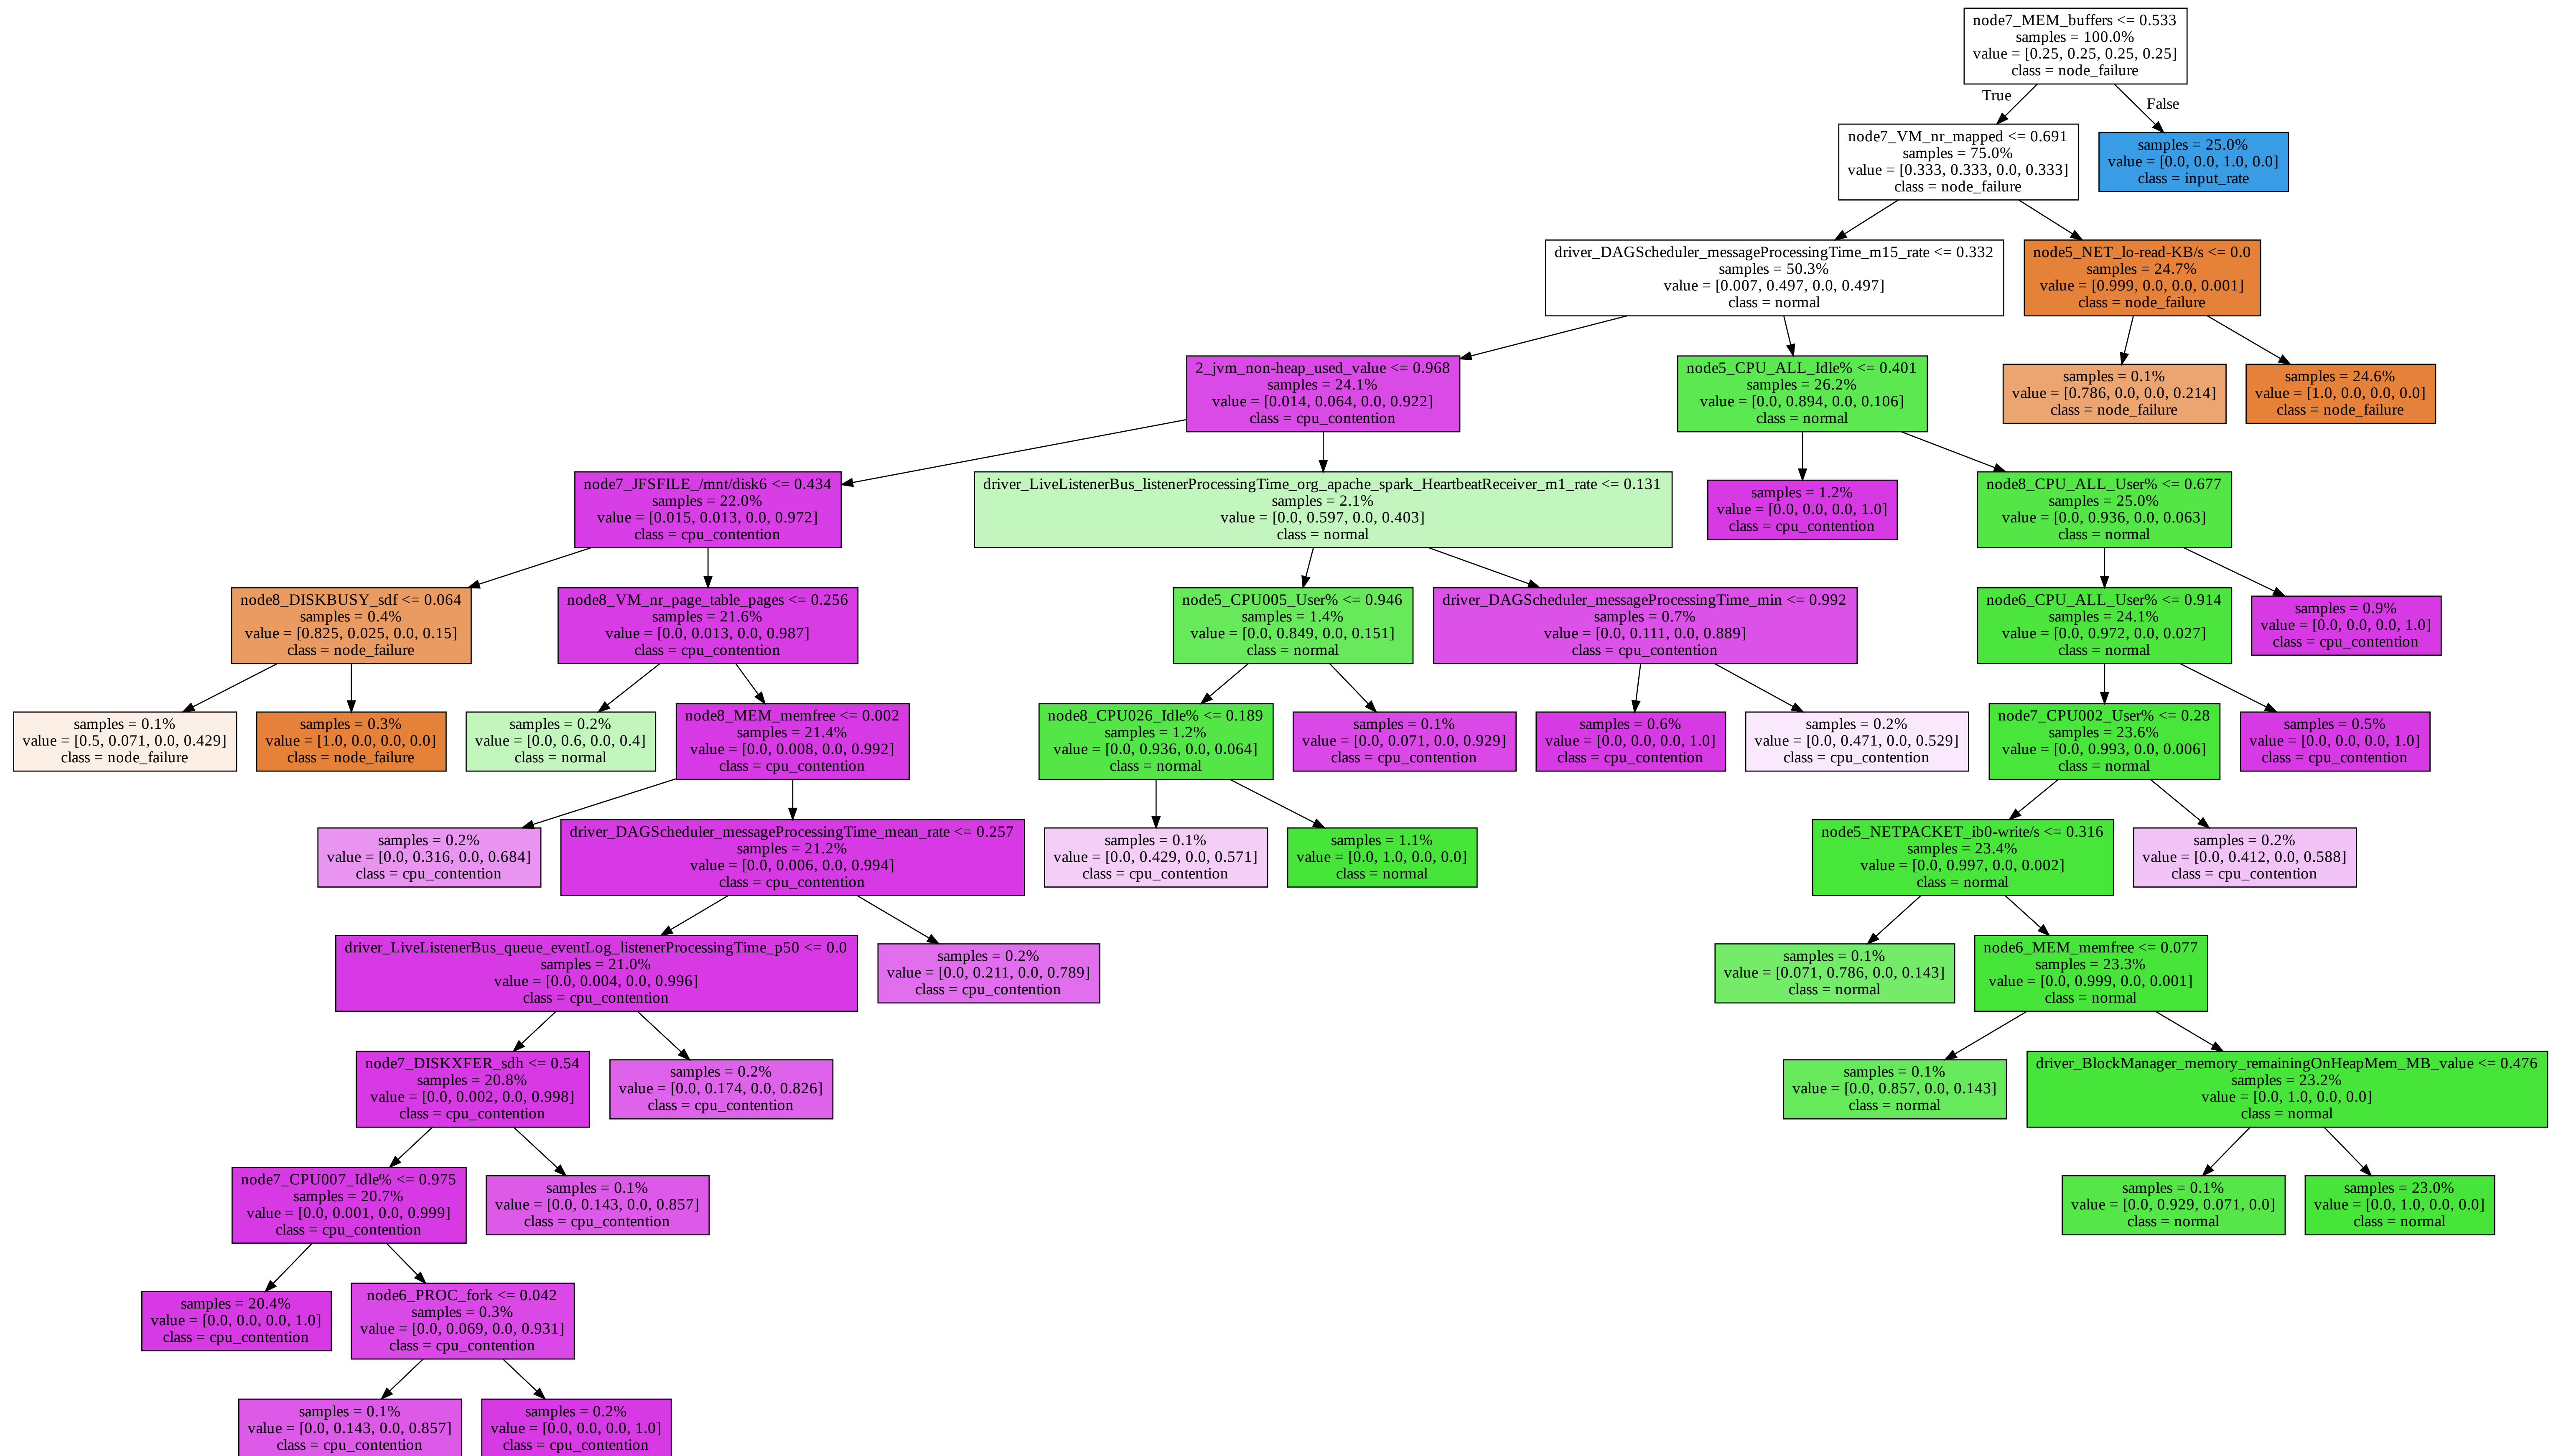 node7_MEM_buffers <= 0.533
samples = 100.0%
value = [0.25, 0.25, 0.25, 0.25]
class = node_failure
True
False
node7_VM_nr_mapped <= 0.691
samples = 75.0%
value = [0.333, 0.333, 0.0, 0.333]
class = node_failure
samples = 25.0%
value = [0.0, 0.0, 1.0, 0.0]
class = input_rate
driver_DAGScheduler_messageProcessingTime_m15_rate <= 0.332
samples = 50.3%
value = [0.007, 0.497, 0.0, 0.497]
class = normal
node5_NET_lo-read-KB/s <= 0.0
samples = 24.7%
value = [0.999, 0.0, 0.0, 0.001]
class = node_failure
2_jvm_non-heap_used_value <= 0.968
samples = 24.1%
value = [0.014, 0.064, 0.0, 0.922]
class = cpu_contention
node5_CPU_ALL_Idle% <= 0.401
samples = 26.2%
value = [0.0, 0.894, 0.0, 0.106]
class = normal
samples = 0.1%
value = [0.786, 0.0, 0.0, 0.214]
class = node_failure
samples = 24.6%
value = [1.0, 0.0, 0.0, 0.0]
class = node_failure
node7_JFSFILE_/mnt/disk6 <= 0.434
samples = 22.0%
value = [0.015, 0.013, 0.0, 0.972]
class = cpu_contention
driver_LiveListenerBus_listenerProcessingTime_org_apache_spark_HeartbeatReceiver_m1_rate <= 0.131
samples = 2.1%
value = [0.0, 0.597, 0.0, 0.403]
class = normal
samples = 1.2%
value = [0.0, 0.0, 0.0, 1.0]
class = cpu_contention
node8_CPU_ALL_User% <= 0.677
samples = 25.0%
value = [0.0, 0.936, 0.0, 0.063]
class = normal
node8_DISKBUSY_sdf <= 0.064
samples = 0.4%
value = [0.825, 0.025, 0.0, 0.15]
class = node_failure
node8_VM_nr_page_table_pages <= 0.256
samples = 21.6%
value = [0.0, 0.013, 0.0, 0.987]
class = cpu_contention
node5_CPU005_User% <= 0.946
samples = 1.4%
value = [0.0, 0.849, 0.0, 0.151]
class = normal
driver_DAGScheduler_messageProcessingTime_min <= 0.992
samples = 0.7%
value = [0.0, 0.111, 0.0, 0.889]
class = cpu_contention
node6_CPU_ALL_User% <= 0.914
samples = 24.1%
value = [0.0, 0.972, 0.0, 0.027]
class = normal
samples = 0.9%
value = [0.0, 0.0, 0.0, 1.0]
class = cpu_contention
samples = 0.1%
value = [0.5, 0.071, 0.0, 0.429]
class = node_failure
samples = 0.3%
value = [1.0, 0.0, 0.0, 0.0]
class = node_failure
samples = 0.2%
value = [0.0, 0.6, 0.0, 0.4]
class = normal
node8_MEM_memfree <= 0.002
samples = 21.4%
value = [0.0, 0.008, 0.0, 0.992]
class = cpu_contention
node8_CPU026_Idle% <= 0.189
samples = 1.2%
value = [0.0, 0.936, 0.0, 0.064]
class = normal
samples = 0.1%
value = [0.0, 0.071, 0.0, 0.929]
class = cpu_contention
samples = 0.6%
value = [0.0, 0.0, 0.0, 1.0]
class = cpu_contention
samples = 0.2%
value = [0.0, 0.471, 0.0, 0.529]
class = cpu_contention
node7_CPU002_User% <= 0.28
samples = 23.6%
value = [0.0, 0.993, 0.0, 0.006]
class = normal
samples = 0.5%
value = [0.0, 0.0, 0.0, 1.0]
class = cpu_contention
samples = 0.2%
value = [0.0, 0.316, 0.0, 0.684]
class = cpu_contention
driver_DAGScheduler_messageProcessingTime_mean_rate <= 0.257
samples = 21.2%
value = [0.0, 0.006, 0.0, 0.994]
class = cpu_contention
samples = 0.1%
value = [0.0, 0.429, 0.0, 0.571]
class = cpu_contention
samples = 1.1%
value = [0.0, 1.0, 0.0, 0.0]
class = normal
node5_NETPACKET_ib0-write/s <= 0.316
samples = 23.4%
value = [0.0, 0.997, 0.0, 0.002]
class = normal
samples = 0.2%
value = [0.0, 0.412, 0.0, 0.588]
class = cpu_contention
driver_LiveListenerBus_queue_eventLog_listenerProcessingTime_p50 <= 0.0
samples = 21.0%
value = [0.0, 0.004, 0.0, 0.996]
class = cpu_contention
samples = 0.2%
value = [0.0, 0.211, 0.0, 0.789]
class = cpu_contention
samples = 0.1%
value = [0.071, 0.786, 0.0, 0.143]
class = normal
node6_MEM_memfree <= 0.077
samples = 23.3%
value = [0.0, 0.999, 0.0, 0.001]
class = normal
node7_DISKXFER_sdh <= 0.54
samples = 20.8%
value = [0.0, 0.002, 0.0, 0.998]
class = cpu_contention
samples = 0.2%
value = [0.0, 0.174, 0.0, 0.826]
class = cpu_contention
samples = 0.1%
value = [0.0, 0.857, 0.0, 0.143]
class = normal
driver_BlockManager_memory_remainingOnHeapMem_MB_value <= 0.476
samples = 23.2%
value = [0.0, 1.0, 0.0, 0.0]
class = normal
node7_CPU007_Idle% <= 0.975
samples = 20.7%
value = [0.0, 0.001, 0.0, 0.999]
class = cpu_contention
samples = 0.1%
value = [0.0, 0.143, 0.0, 0.857]
class = cpu_contention
samples = 0.1%
value = [0.0, 0.929, 0.071, 0.0]
class = normal
samples = 23.0%
value = [0.0, 1.0, 0.0, 0.0]
class = normal
samples = 20.4%
value = [0.0, 0.0, 0.0, 1.0]
class = cpu_contention
node6_PROC_fork <= 0.042
samples = 0.3%
value = [0.0, 0.069, 0.0, 0.931]
class = cpu_contention
samples = 0.1%
value = [0.0, 0.143, 0.0, 0.857]
class = cpu_contention
samples = 0.2%
value = [0.0, 0.0, 0.0, 1.0]
class = cpu_contention